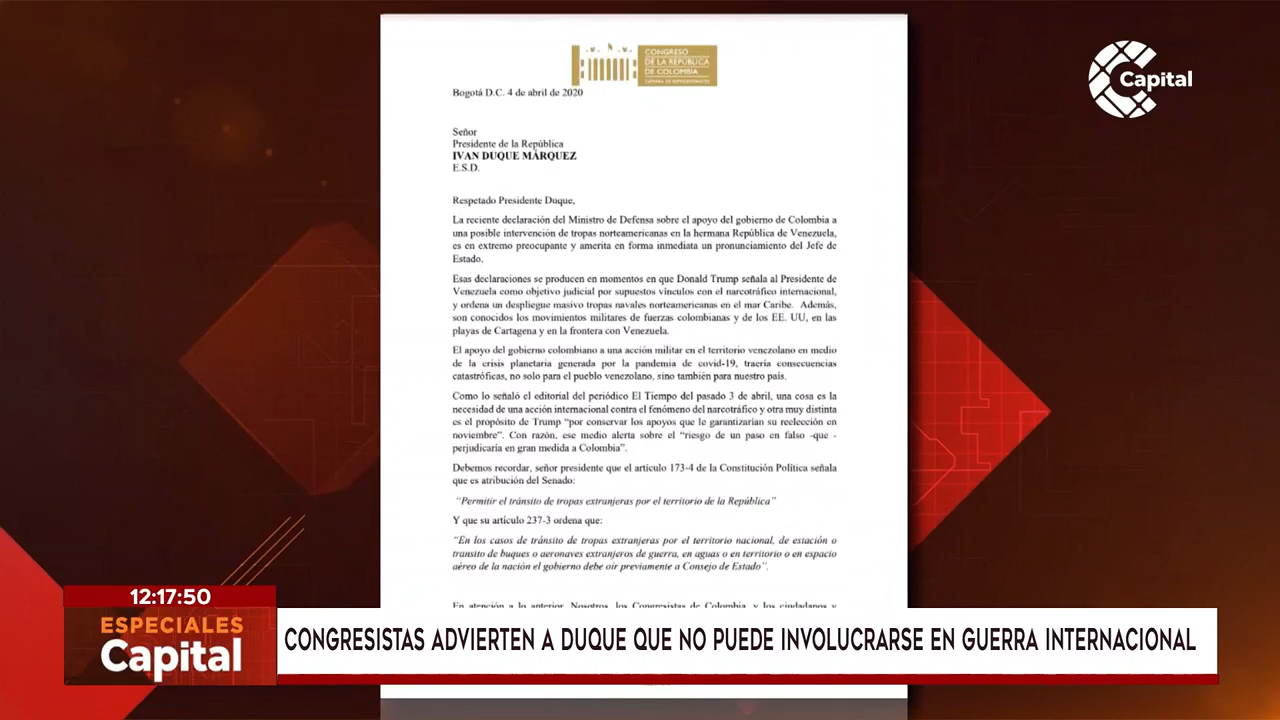 CONGRESO
DE LA REPÚBLICA
DE COLOMBIA
CÁMARA DE REPRESENTANTES
Bogotá D.C. 4 de abril de 2020
Capital
Señor
Presidente de la República
IVAN DUQUE MÁRQUEZ
E.S.D.
Respetado Presidente Duque,
La reciente declaración del Ministro de Defensa sobre el apoyo del gobierno de Colombia a
una posible intervención de tropas norteamericanas en la hermana República de Venezuela,
es en extremo preocupante y amerita en forma inmediata un pronunciamiento del Jefe de
Estado.
Esas declaraciones se producen en momentos en que Donald Trump señala al Presidente de
Venezuela como objetivo judicial por supuestos vínculos con el narcotráfico internacional,
y ordena un despliegue masivo tropas navales norteamericanas en el mar Caribe. Además,
son conocidos los movimientos militares de fuerzas colombianas y de los EE. UU, en las
playas de Cartagena y en la frontera con Venezuela.
El apoyo del gobierno colombiano a una acción militar en el territorio venezolano en medio
de la crisis planetaria generada por la pandemia de covid-19, traería consecuencias
catastróficas, no solo para el pueblo venezolano, sino también para nuestro país.
Como lo señaló el editorial del periódico El Tiempo del pasado 3 de abril, una cosa es la
necesidad de una acción internacional contra el fenómeno del narcotráfico y otra muy distinta
es el propósito de Trump “por conservar los apoyos que le garantizarían su reelección en
noviembre”. Con razón, ese medio alerta sobre el “riesgo de un paso en falso -que -
perjudicaría en gran medida a Colombia”.
Debemos recordar, señor presidente que el artículo 173-4 de la Constitución Política señala
que es atribución del Senado:
“Permitir el tránsito de tropas extranjeras por el territorio de la República”
Y que su artículo 237-3 ordena que:
“En los casos de tránsito de tropas extranjeras por el territorio nacional, de estación o
transito de buques o aeronaves extranjeros de guerra, en aguas o en territorio o en espacio
aéreo de la nación el gobierno debe oír previamente a Consejo de Estado”.
En atención a lo anterior, Nosotros, los Congresistas de Colombia, y los ciudadanos y
12:17:50
ESPECIALES
Capital
CONGRESISTAS ADVIERTEN A DUQUE QUE NO PUEDE INVOLUCRARSE EN GUERRA INTERNACIONAL